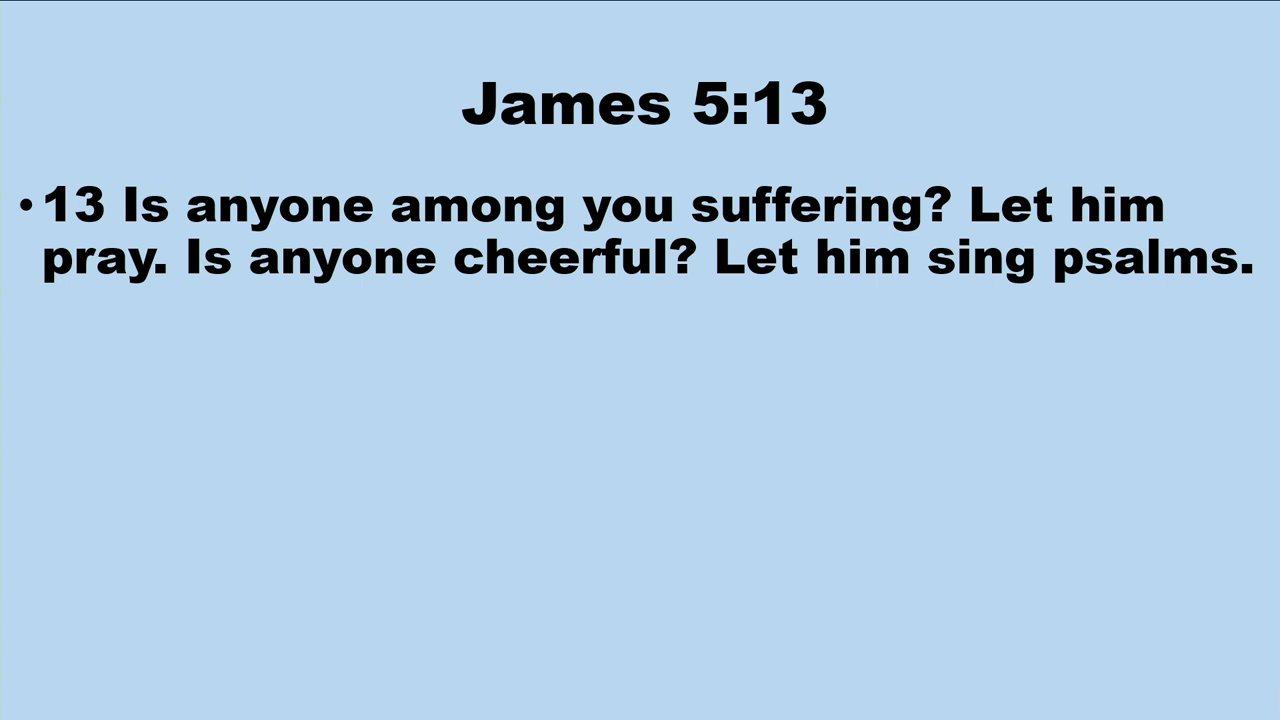 James 5:13
• 13 Is anyone among you suffering? Let him
pray. Is anyone cheerful? Let him sing psalms.